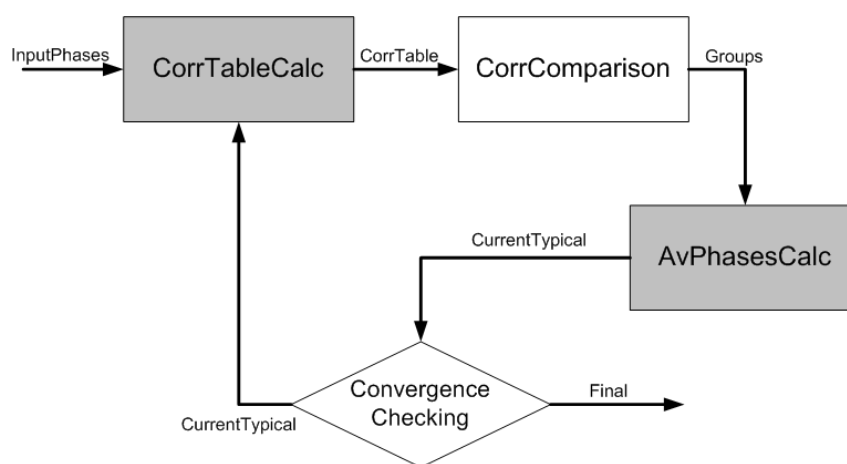 InputPhases
CorrTableCalc
CorrTable
CorrComparison
Groups
AvPhasesCalc
CurrentTypical
Convergence
Checking
Final
CurrentTypical